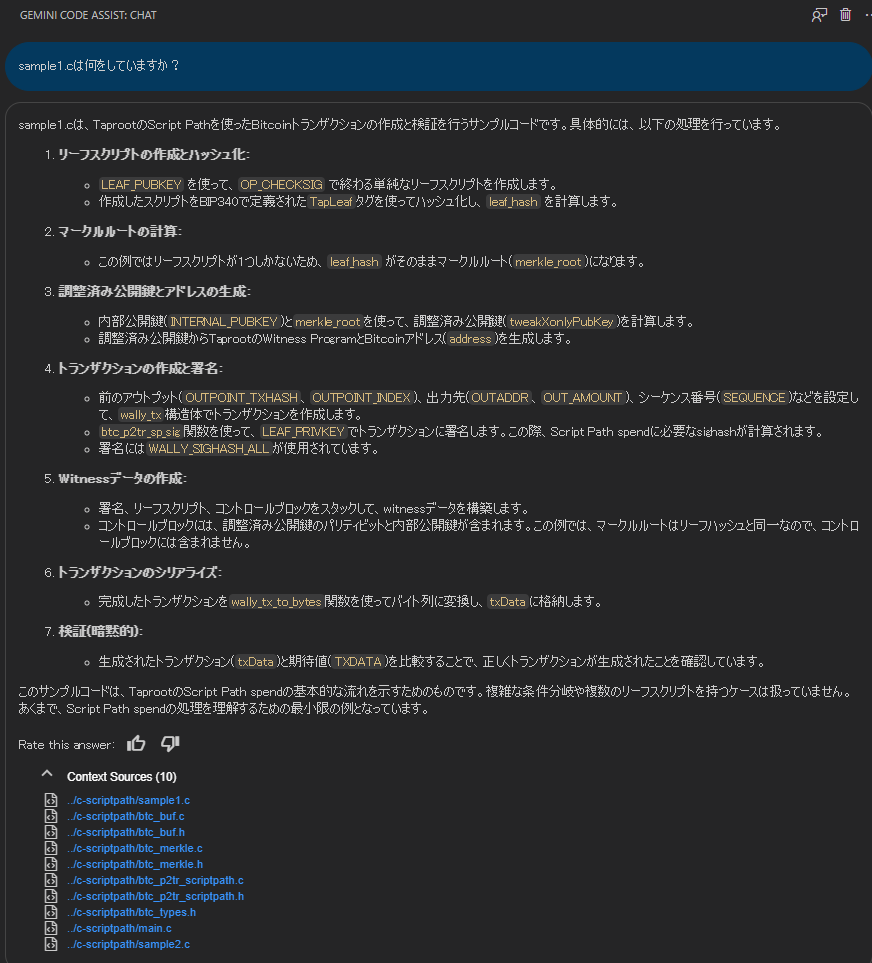 GEMINI CODE ASSIST: CHAT
sample1.cは何をしていますか？
sample1.cは、TaprootのScript Pathを使ったBitcoinトランザクションの作成と検証を行うサンプルコードです。具体的には、以下の処理を行っています。
1. リーフスクリプトの作成とハッシュ化:
LEAF_PUBKEY を使って、 OP_CHECKSIG で終わる単純なリーフスクリプトを作成します。
作成したスクリプトをBIP340で定義された TapLeaf タグを使ってハッシュ化し、 leaf_hash を計算します。
2. マークルルートの計算:
この例ではリーフスクリプトが1つしかないため、 leaf_hash がそのままマークルルート( merkle_root )になります。
3. 調整済み公開鍵とアドレスの生成:
内部公開鍵( INTERNAL_PUBKEY )と merkle_root を使って、調整済み公開鍵( tweakXonlyPubKey )を計算します。
調整済み公開鍵からTaprootのWitness ProgramとBitcoinアドレス( address )を生成します。
4. トランザクションの作成と署名:
前のアウトプット( OUTPOINT_TXHASH 、 OUTPOINT_INDEX )、出力先( OUTADDR 、 OUT_AMOUNT )、シーケンス番号( SEQUENCE )などを設定し
て、 wally_tx 構造体でトランザクションを作成します。
btc_p2tr_sp_sig 関数を使って、 LEAF_PRIVKEY でトランザクションに署名します。この際、Script Path spendに必要なsighashが計算されます。
署名には WALLY_SIGHASH_ALL が使用されています。
5. Witnessデータの作成:
署名、リーフスクリプト、コントロールブロックをスタックして、witnessデータを構築します。
コントロールブロックには、調整済み公開鍵のパリティビットと内部公開鍵が含まれます。この例では、マークルルートはリーフハッシュと同一なので、コントロ
ールブロックには含まれません。
6. トランザクションのシリアライズ:
完成したトランザクションを wally_tx_to_bytes 関数を使ってバイト列に変換し、 txData に格納します。
7. 検証(暗黙的):
生成されたトランザクション( txData )と期待値( TXDATA )を比較することで、正しくトランザクションが生成されたことを確認しています。
このサンプルコードは、TaprootのScript Path spendの基本的な流れを示すためのものです。複雑な条件分岐や複数のリーフスクリプトを持つケースは扱っていません。
あくまで、Script Path spendの処理を理解するための最小限の例となっています。
Rate this answer:
Context Sources (10)
../c-scriptpath/sample1.c
../c-scriptpath/btc_buf.c
../c-scriptpath/btc_buf.h
../c-scriptpath/btc_merkle.c
../c-scriptpath/btc_merkle.h
../c-scriptpath/btc_p2tr_scriptpath.c
../c-scriptpath/btc_p2tr_scriptpath.h
../c-scriptpath/btc_types.h
../c-scriptpath/main.c
../c-scriptpath/sample2.c